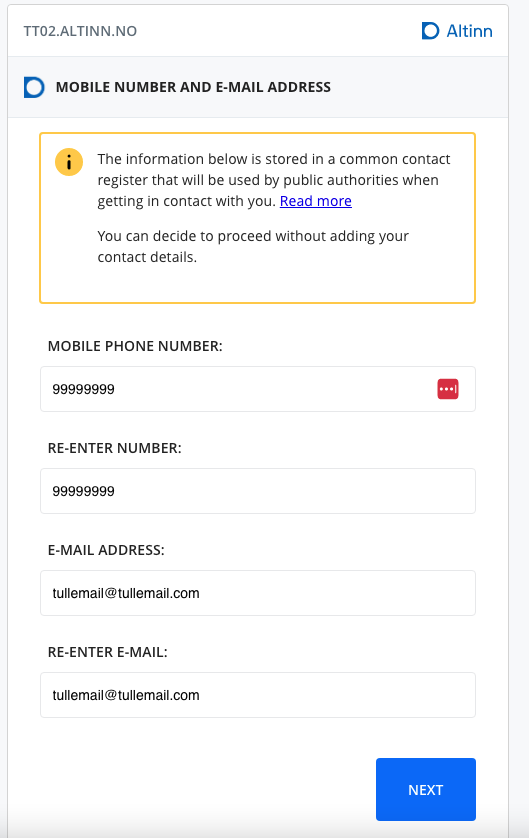 TT02.ALTINN.NO
Altinn
MOBILE NUMBER AND E-MAIL ADDRESS
The information below is stored in a common contact
register that will be used by public authorities when
getting in contact with you. Read more
You can decide to proceed without adding your
contact details.
MOBILE PHONE NUMBER:
99999999
RE-ENTER NUMBER:
99999999
E-MAIL ADDRESS:
tullemail@tullemail.com
RE-ENTER E-MAIL:
tullemail@tullemail.com
NEXT